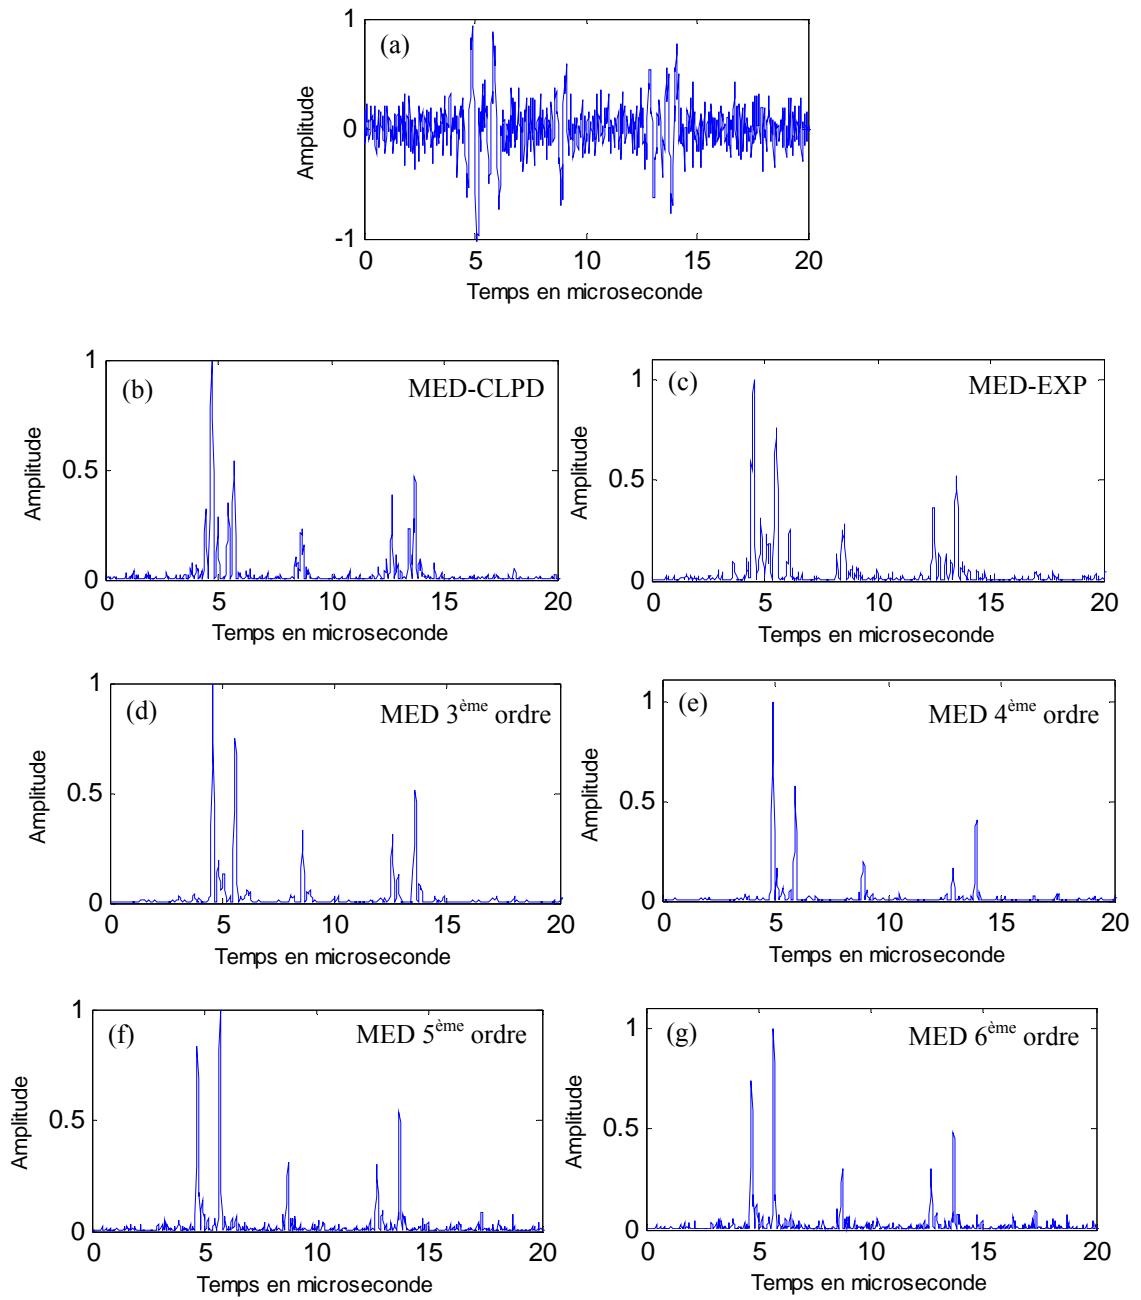 (a)
1
0
-1
Amplitude
0 5 10 15 20
Temps en microseconde
(b)
MED-CLPD
1
0.5
0
Amplitude
0 5 10 15 20
Temps en microseconde
(c)
MED-EXP
1
0.5
0
Amplitude
0 5 10 15 20
Temps en microseconde
(d)
MED 3ème ordre
1
0.5
0
Amplitude
0 5 10 15 20
Temps en microseconde
(e)
MED 4ème ordre
1
0.5
0
Amplitude
0 5 10 15 20
Temps en microseconde
(f)
MED 5ème ordre
1
0.5
0
Amplitude
0 5 10 15 20
Temps en microseconde
(g)
MED 6ème ordre
1
0.5
0
Amplitude
0 5 10 15 20
Temps en microseconde